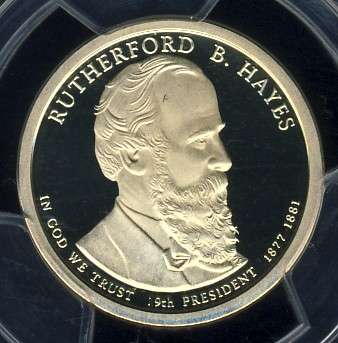 RUTHERFORD B. HAYES
IN GOD WE TRUST
19th PRESIDENT 1877 1881